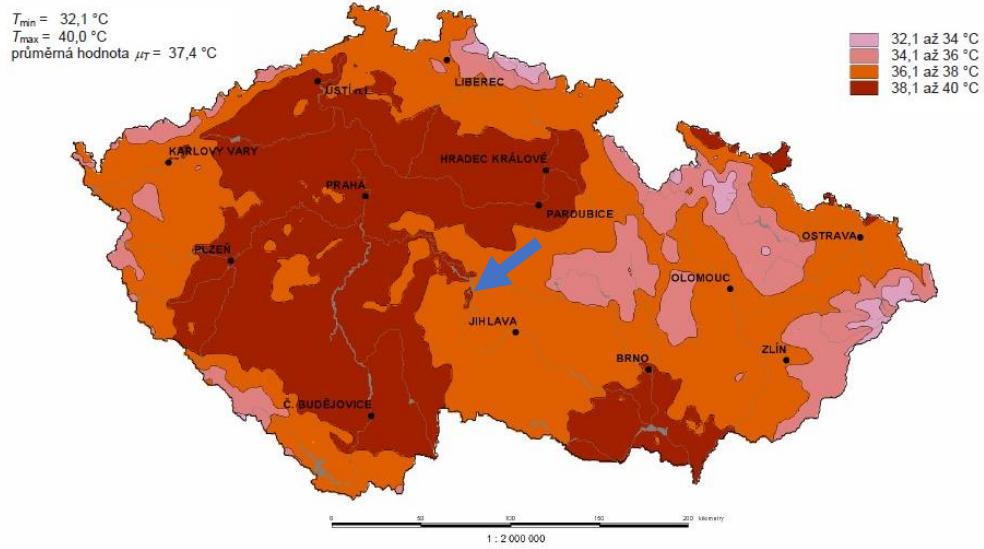 Tmin = 32,1 °C
Tmax = 40,0 °C
průměrná hodnota μT = 37,4 °C
32,1 až 34 °C
34,1 až 36 °C
36,1 až 38 °C
38,1 až 40 °C
LIBEREC
ÚSTÍ n.L.
KARLOVY VARY
HRADEC KRÁLOVÉ
PRAHA
PARDUBICE
OSTRAVA
PLZEŇ
OLOMOUC
JIHLAVA
BRNO
ZLÍN
Č. BUDĚJOVICE
0 50 100 150 200 kilometry
1 : 2 000 000